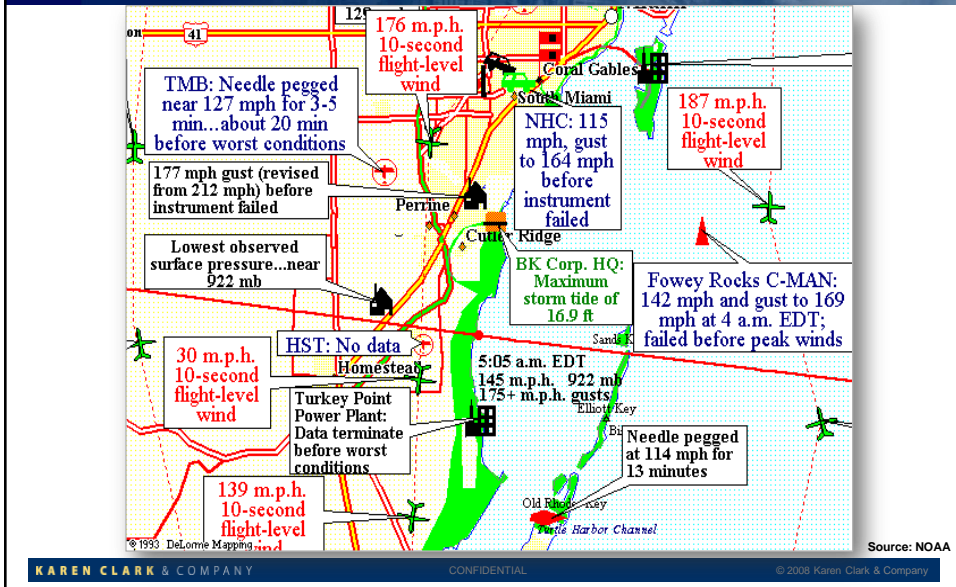 128th
Miami
on
41
176 m.p.h.
10-second
flight-level
wind
Coral Gables
South Miami
TMB: Needle pegged
near 127 mph for 3-5
min...about 20 min
before worst conditions
NHC: 115
mph, gust
to 164 mph
before
instrument
failed
187 m.p.h.
10-second
flight-level
wind
177 mph gust (revised
from 212 mph) before
instrument failed
Perrine
Cutler Ridge
Lowest observed
surface pressure...near
922 mb
BK Corp. HQ:
Maximum
storm tide of
16.9 ft
Fowey Rocks C-MAN:
142 mph and gust to 169
mph at 4 a.m. EDT;
failed before peak winds
HST: No data
Homestead
Sands K
30 m.p.h.
10-second
flight-level
wind
5:05 a.m. EDT
145 m.p.h. 922 mb
175+ m.p.h. gusts
Turkey Point
Power Plant:
Data terminate
before worst
conditions
Elliott Key
Bi
Needle pegged
at 114 mph for
13 minutes
139 m.p.h.
10-second
flight-level
wind
Old Rhodes Key
Turtle Harbor Channel
© 1993 DeLorme Mapping
Source: NOAA
KAREN CLARK & COMPANY
CONFIDENTIAL
© 2008 Karen Clark & Company